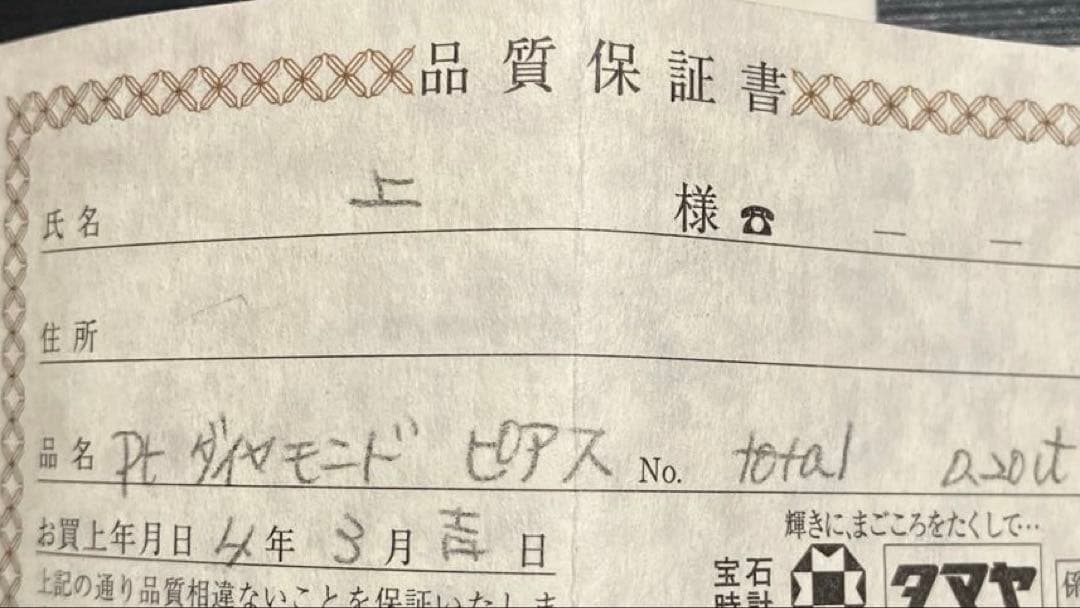 品質保証書
氏名 上 様 ☎ — —
住所
品名 Pt ダイヤモンド ピアス No. total 0.20ct
お買上年月日 4年 3月 吉日
輝きに、まごころをたくして…
上記の通り品質相違ないことを保証いたしま
宝石 タマヤ
時計